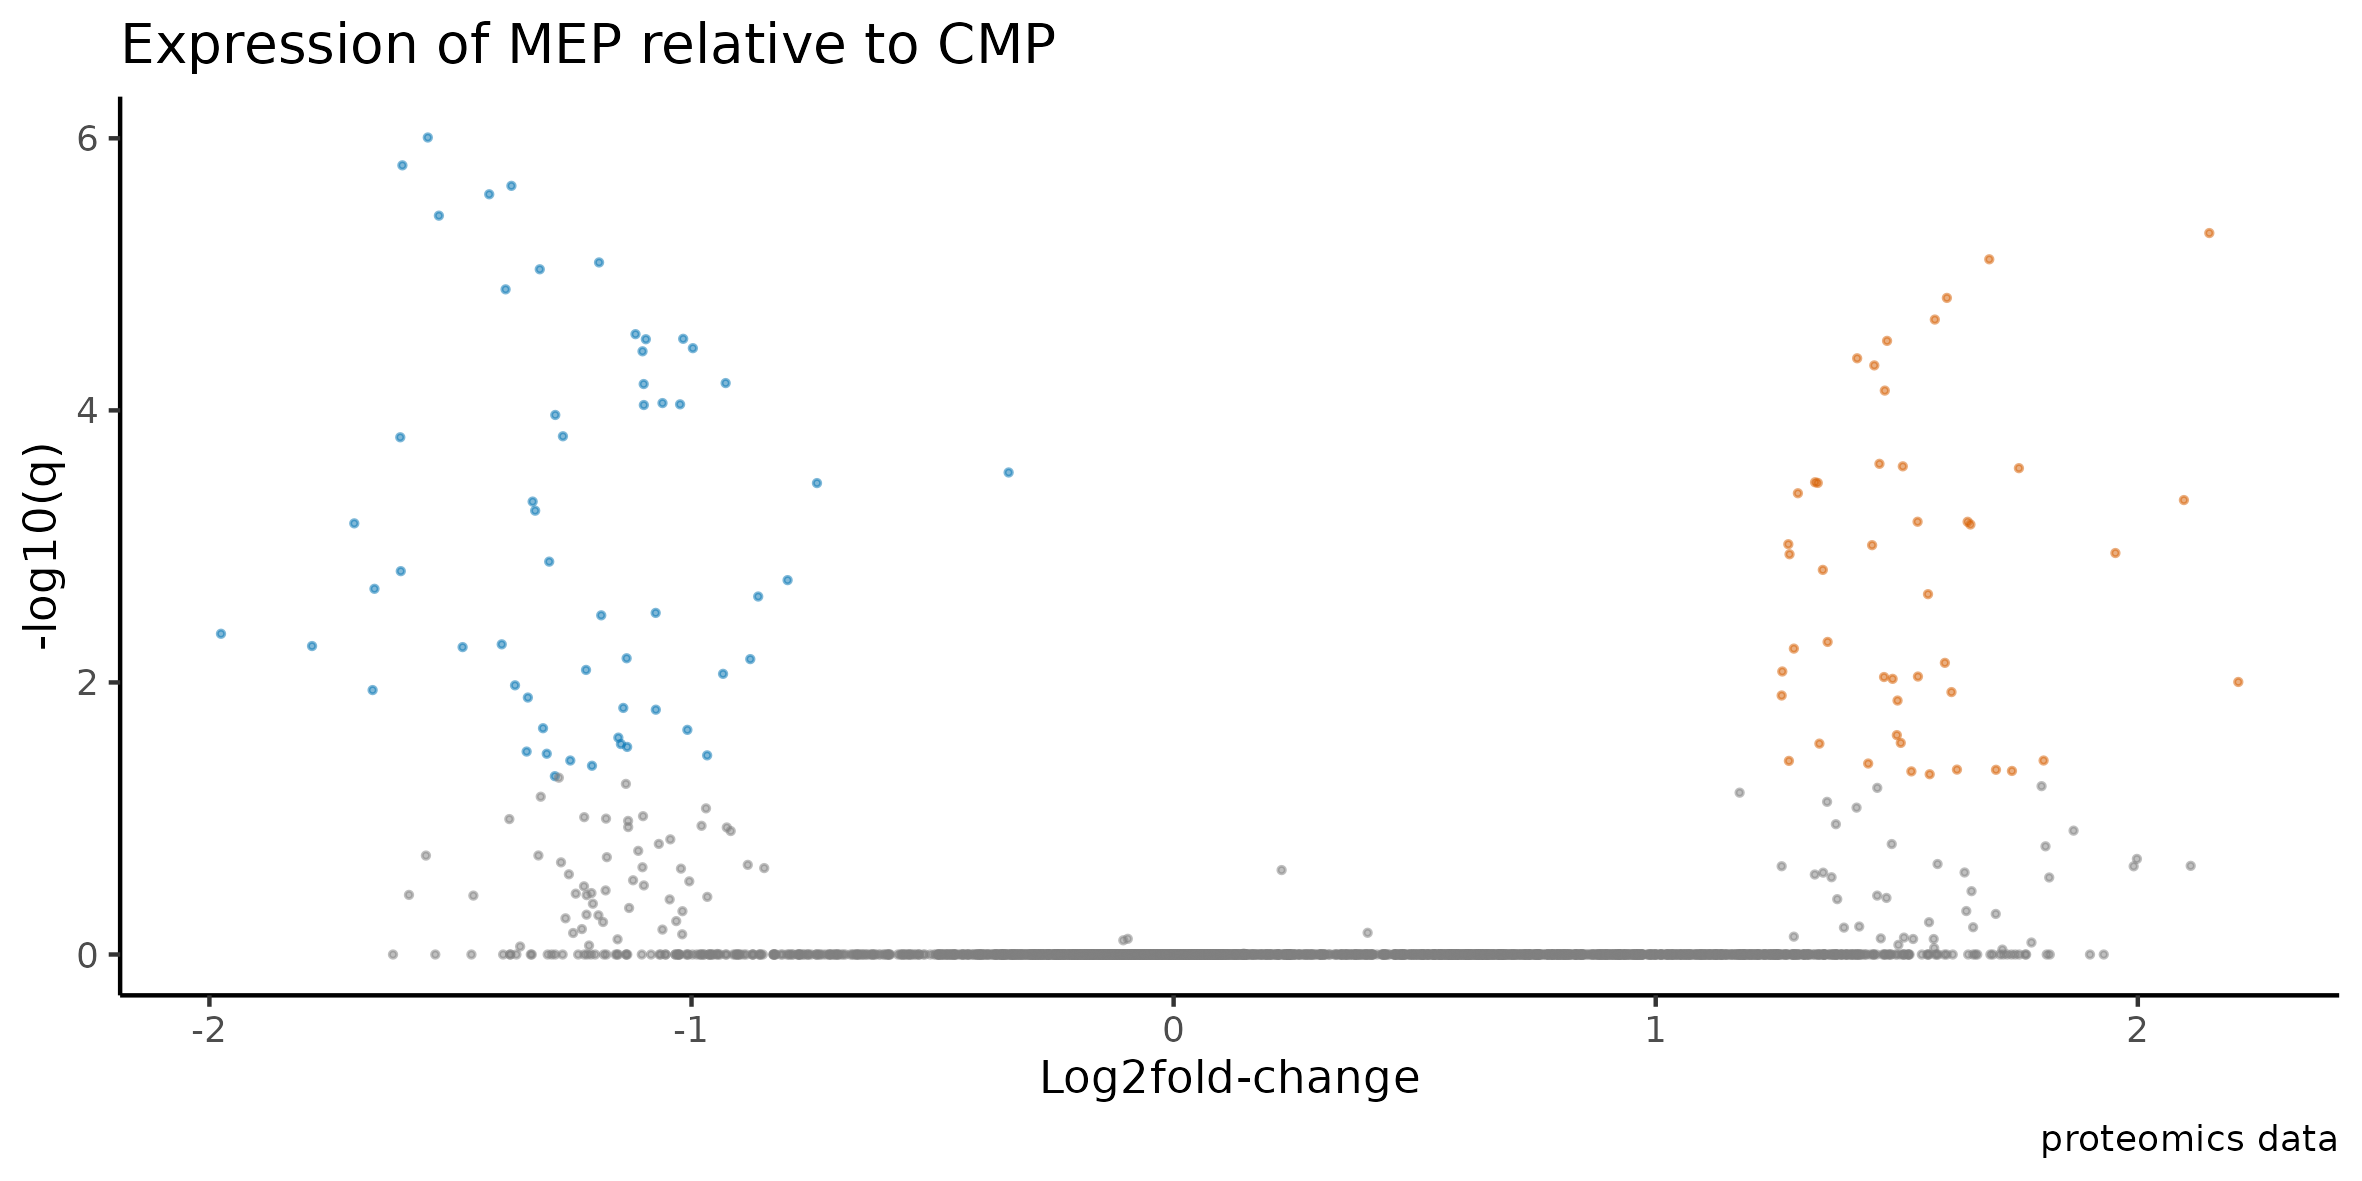 Expression of MEP relative to CMP
6
4
2
0
-log10(q)
-2 -1 0 1 2
Log2fold-change
proteomics data